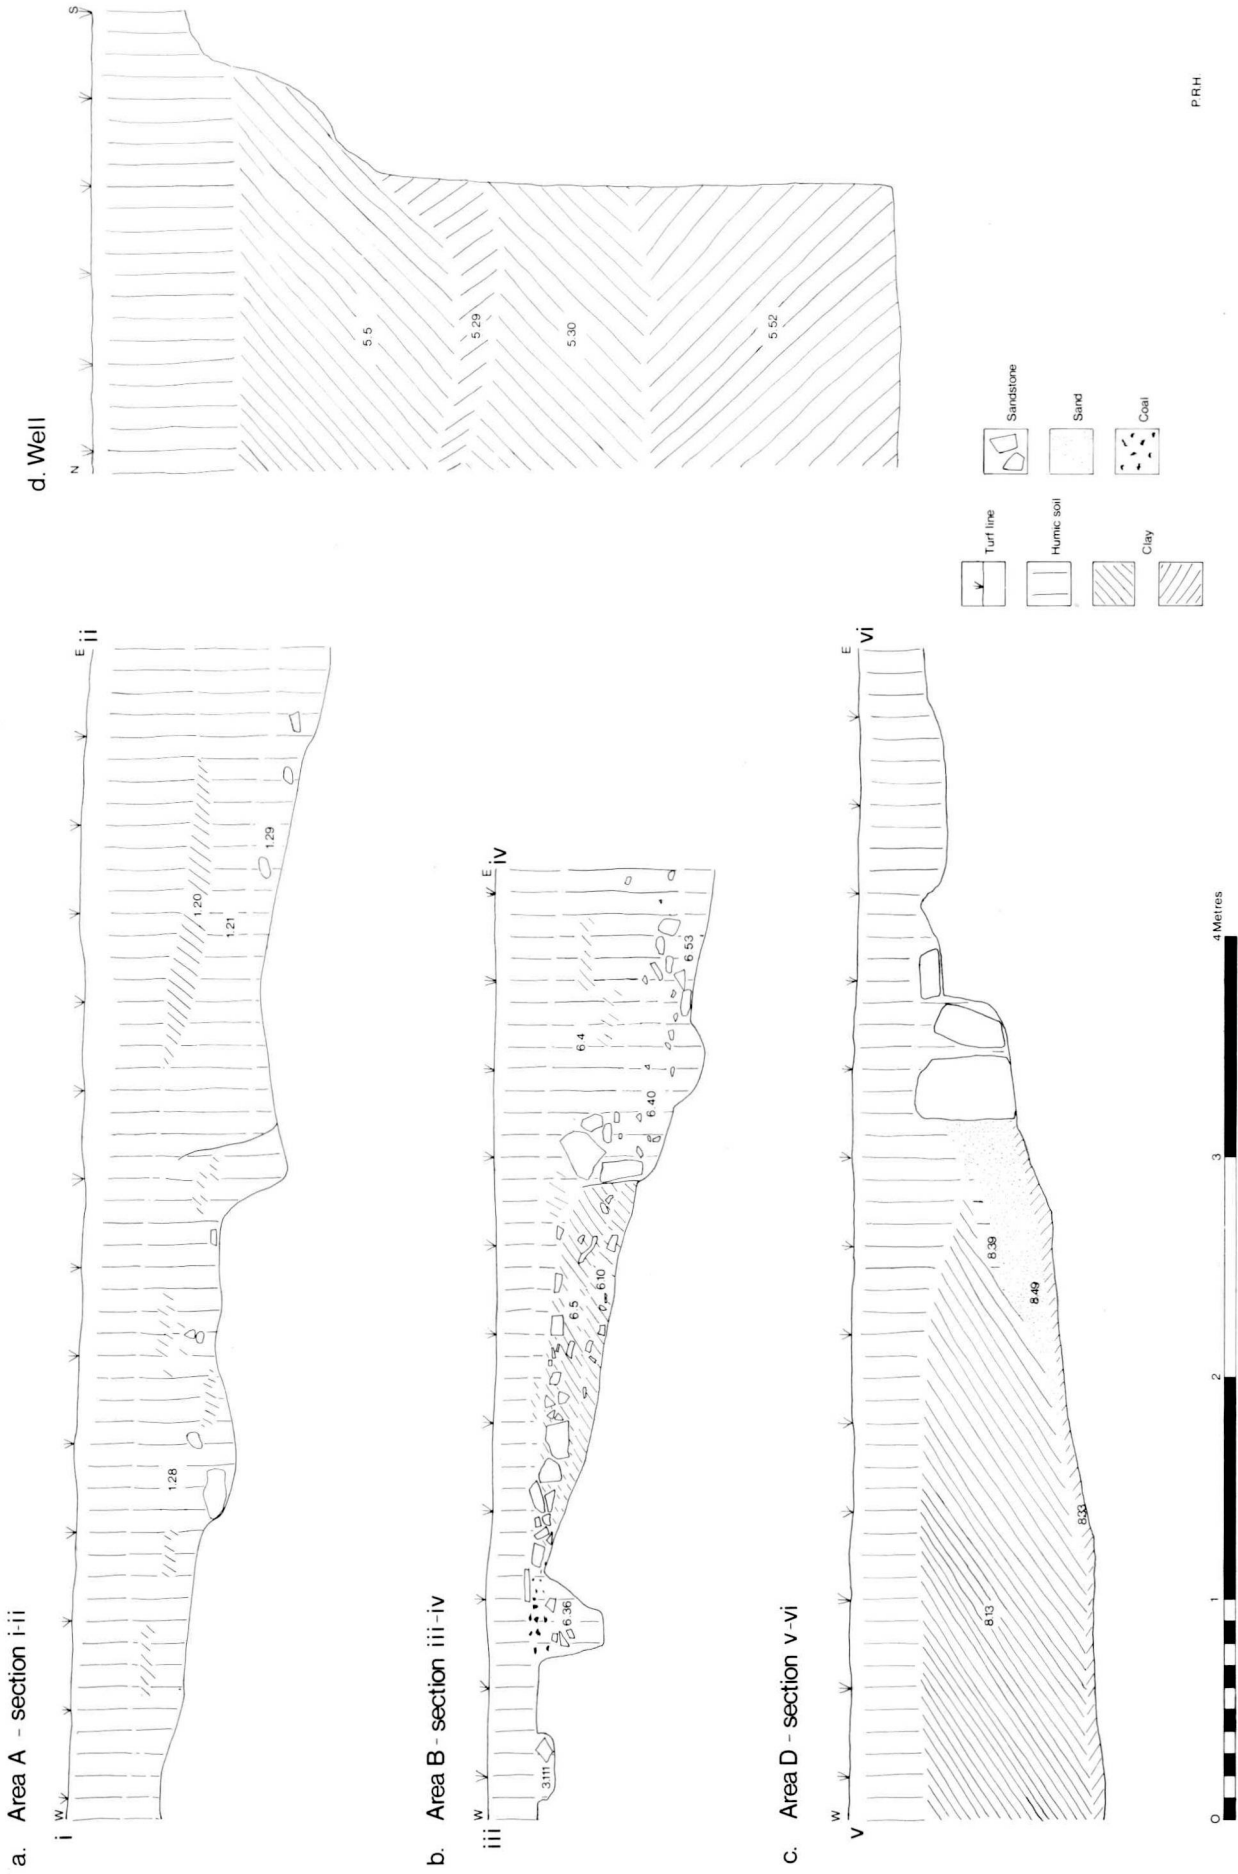 a. Area A - section i-ii
W
i
1.28
1.20
1.21
1.29
E
ii
b. Area B - section iii-iv
W
iii
3.111
6.36
6.5
6.10
6.40
6.4
6.53
E
iv
c. Area D - section v-vi
W
v
8.13
8.33
8.49
8.39
E
vi
d. Well
N
S
5.5
5.29
5.30
5.52
Turf line
Humic soil
Clay
Sandstone
Sand
Coal
0 1 2 3 4 Metres
P.R.H.